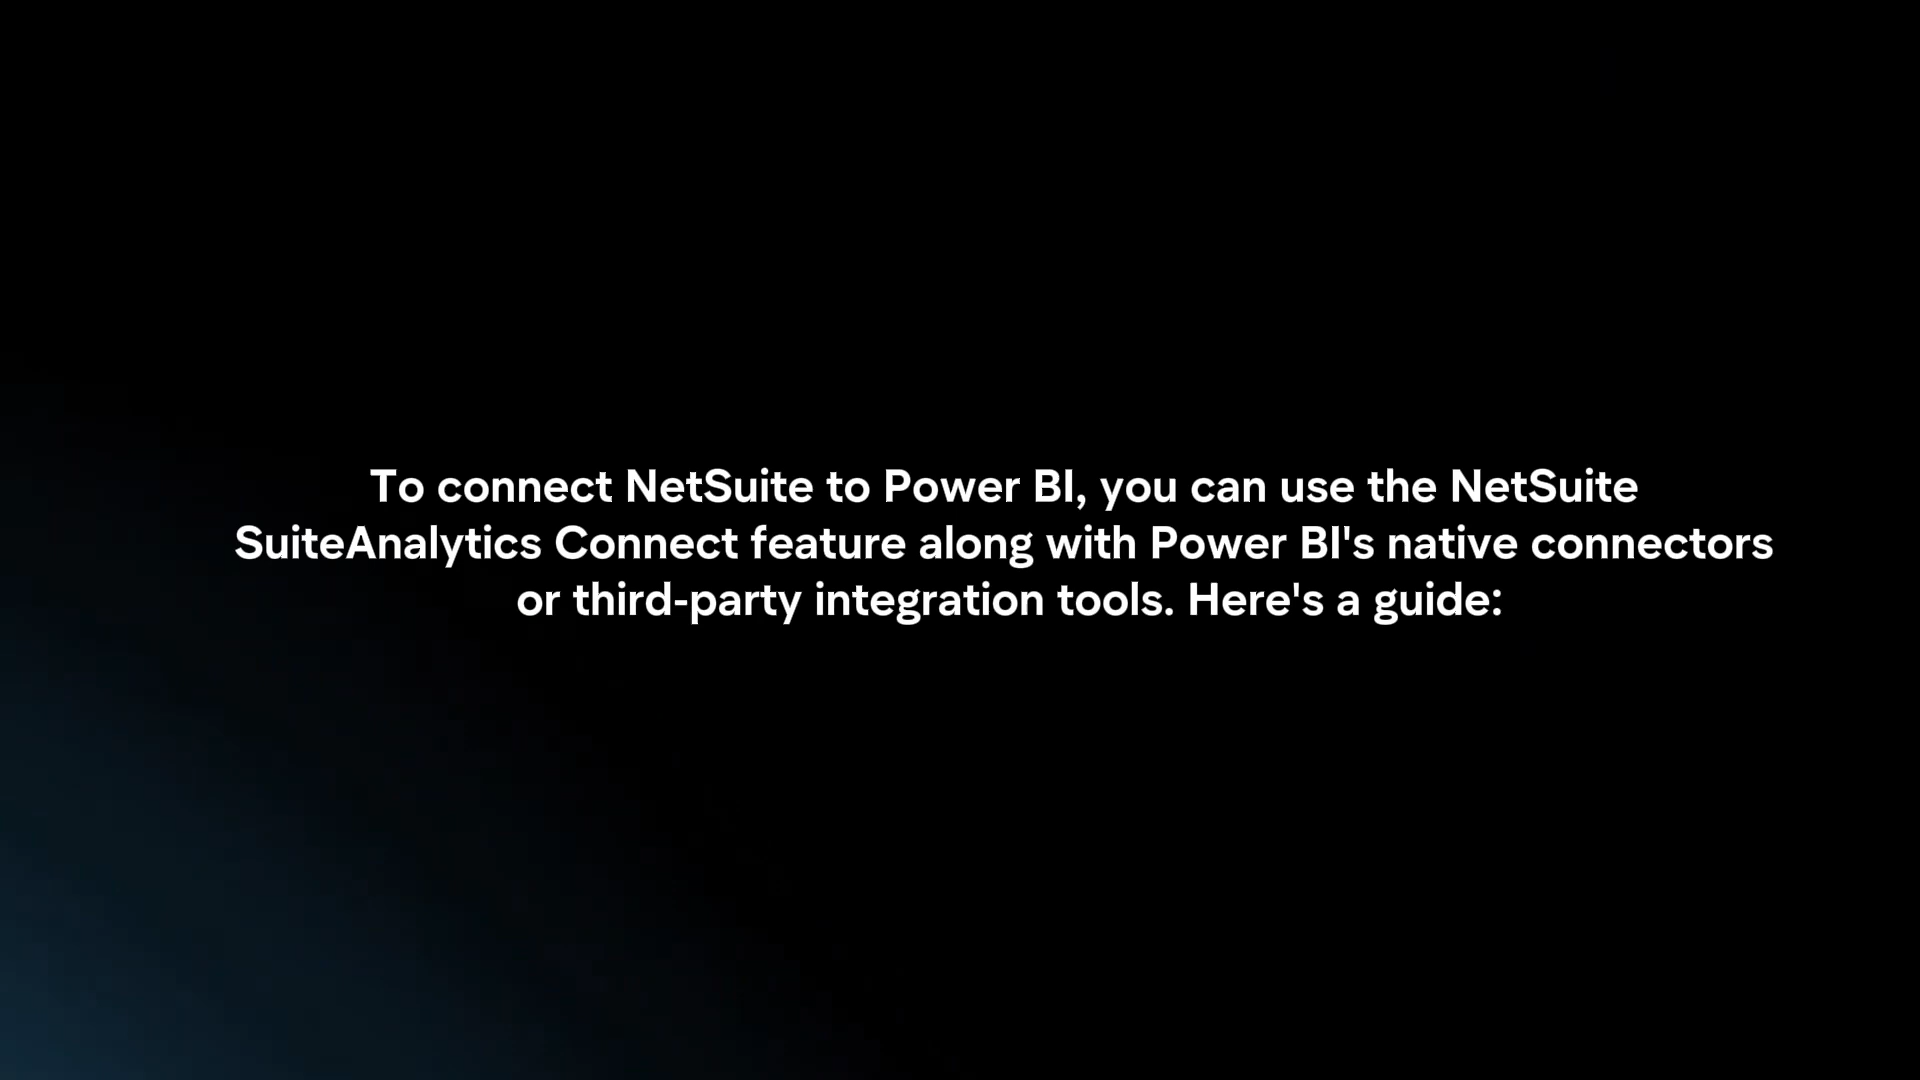 To connect NetSuite to Power BI, you can use the NetSuite
SuiteAnalytics Connect feature along with Power BI's native connectors
or third-party integration tools. Here's a guide: